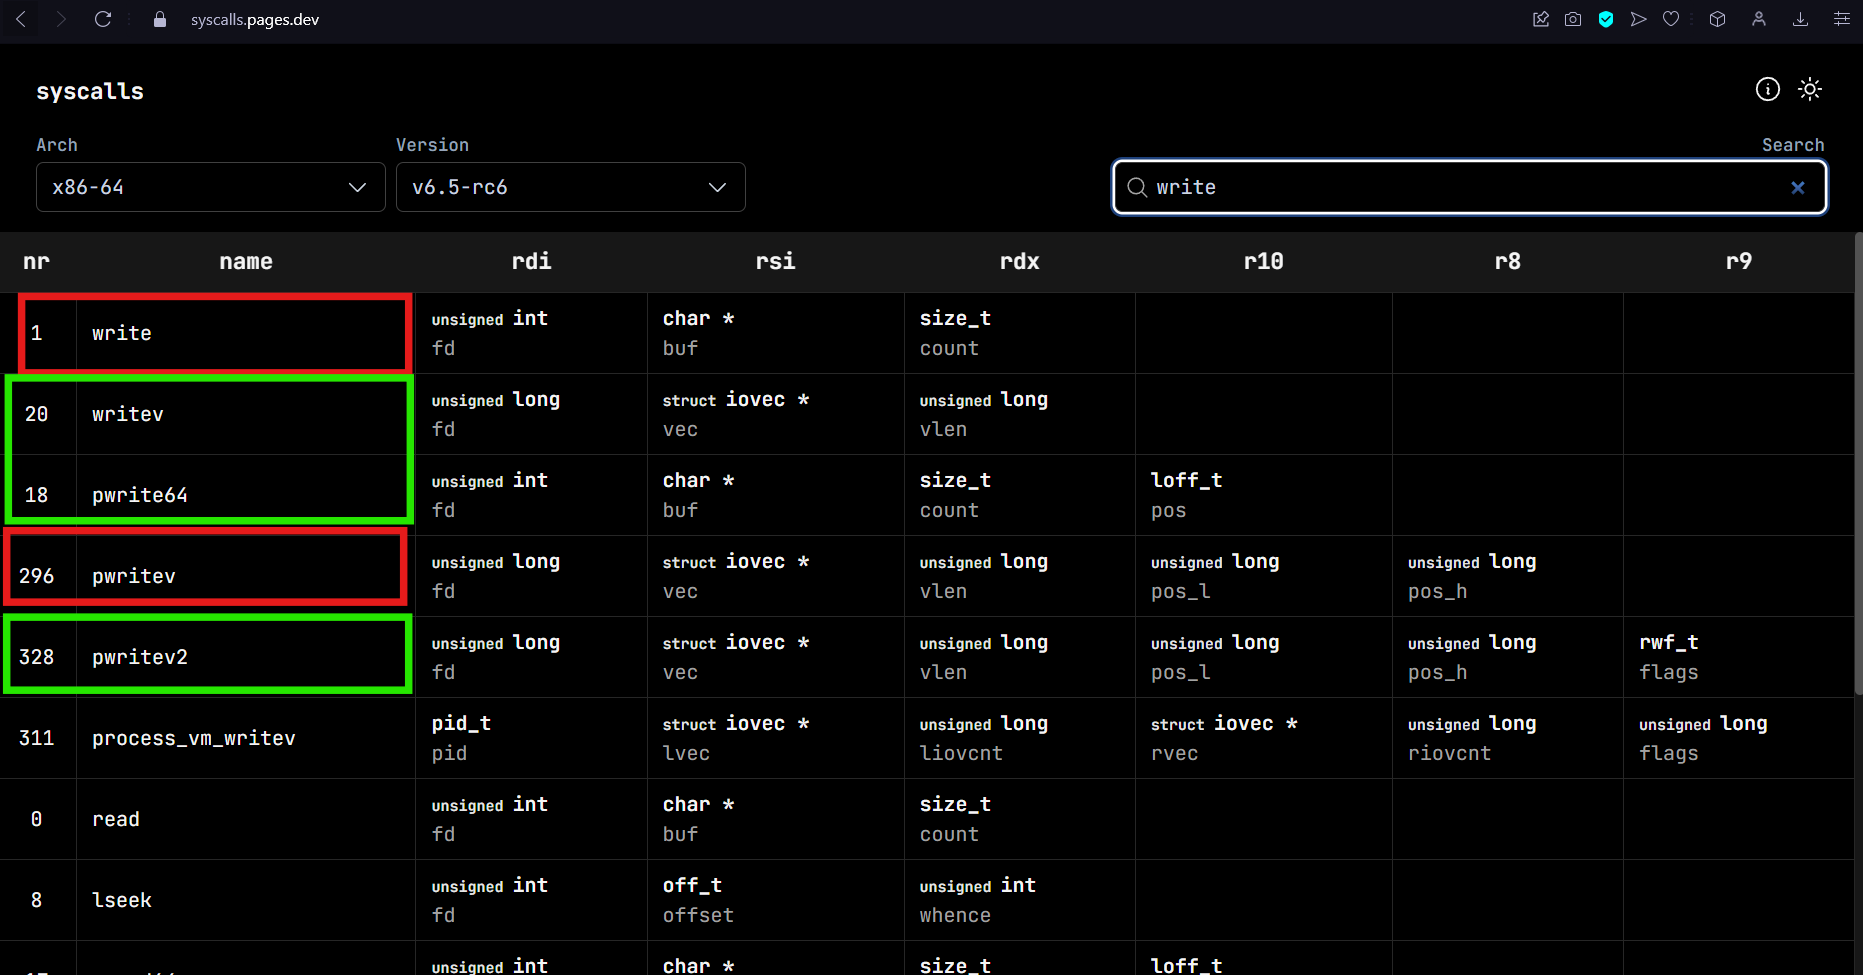 syscalls.pages.dev
syscalls
Arch Version Search
x86-64 v6.5-rc6 write
nr name rdi rsi rdx r10 r8 r9
unsigned int char * size_t
1 write
fd buf count
unsigned long struct iovec * unsigned long
20 writev
fd vec vlen
unsigned int char * size_t loff_t
18 pwrite64
fd buf count pos
unsigned long struct iovec * unsigned long unsigned long unsigned long
296 pwritev
fd vec vlen pos_l pos_h
unsigned long struct iovec * unsigned long unsigned long unsigned long rwf_t
328 pwritev2
fd vec vlen pos_l pos_h flags
pid_t struct iovec * unsigned long struct iovec * unsigned long unsigned long
311 process_vm_writev
pid lvec liovcnt rvec riovcnt flags
unsigned int char * size_t
0 read
fd buf count
unsigned int off_t unsigned int
8 lseek
fd offset whence
unsigned int char * size_t loff_t